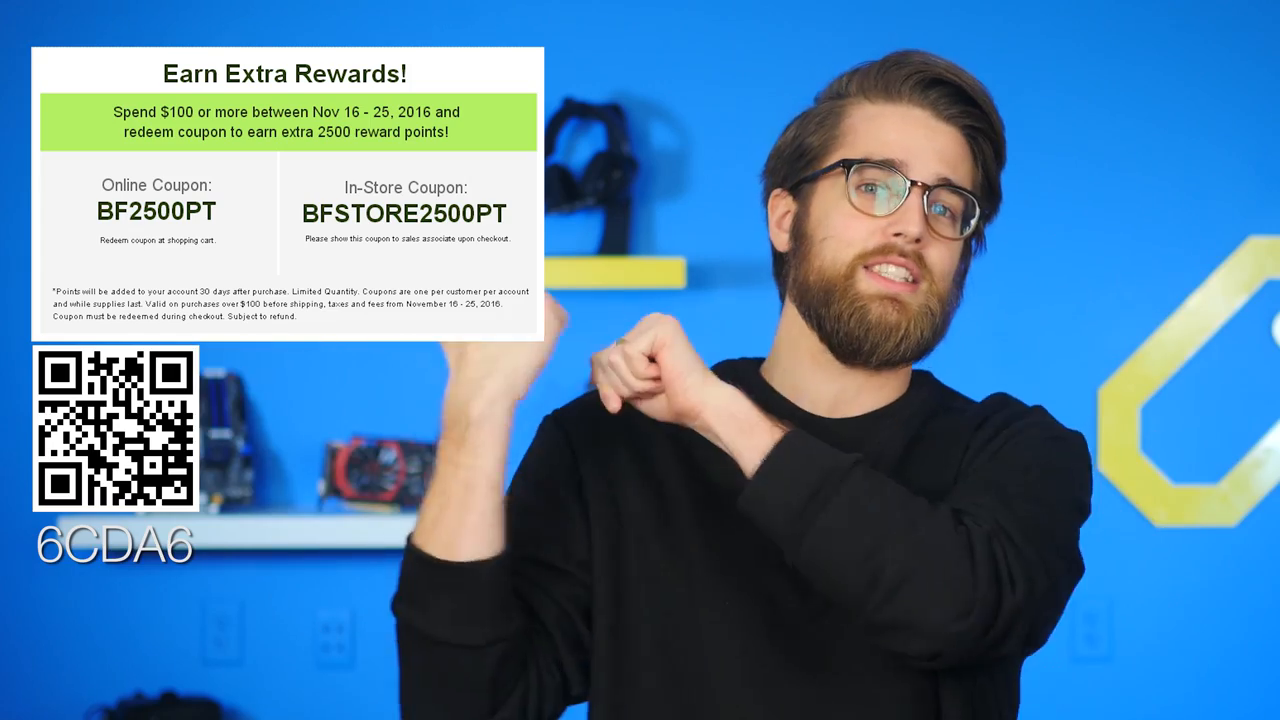 Earn Extra Rewards!
Spend $100 or more between Nov 16 - 25, 2016 and
redeem coupon to earn extra 2500 reward points!
Online Coupon:
BF2500PT
Redeem coupon at shopping cart.
In-Store Coupon:
BFSTORE2500PT
Please show this coupon to sales associate upon checkout.
*Points will be added to your account 30 days after purchase. Limited Quantity. Coupons are one per customer per account
and while supplies last. Valid on purchases over $100 before shipping, taxes and fees from November 16 - 25, 2016.
Coupon must be redeemed during checkout. Subject to refund.
6CDA6